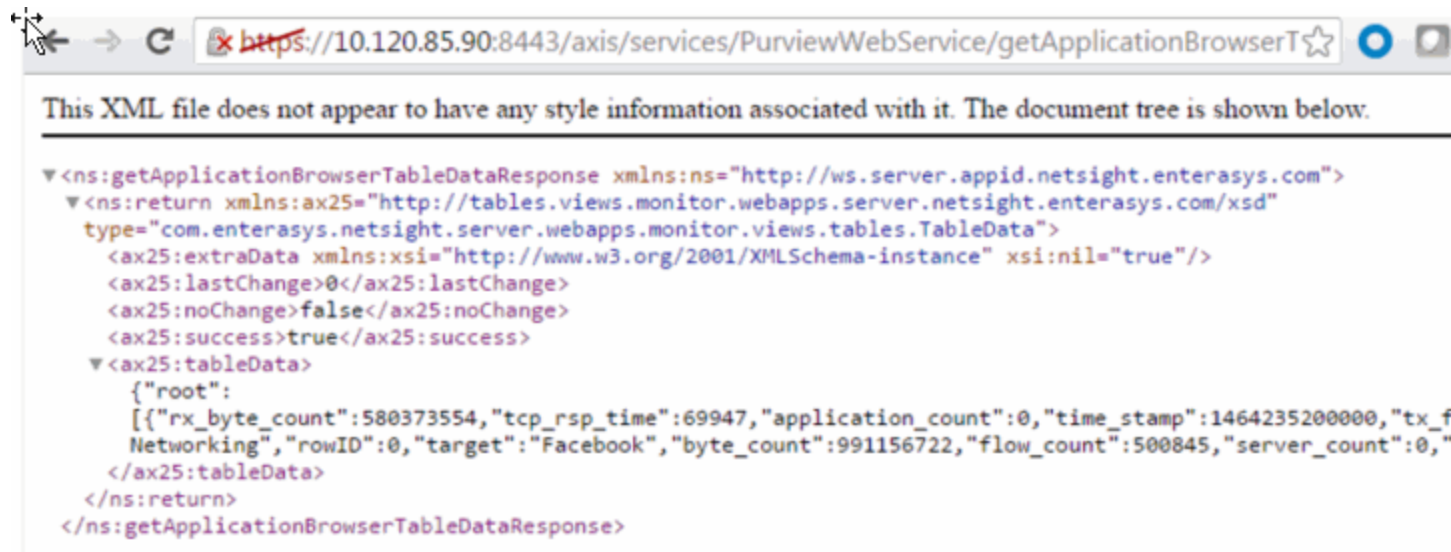 https://10.120.85.90:8443/axis/services/PurviewWebService/getApplicationBrowserT
This XML file does not appear to have any style information associated with it. The document tree is shown below.
▼<ns:getApplicationBrowserTableDataResponse xmlns:ns="http://ws.server.appid.netsight.enterasys.com">
▼<ns:return xmlns:ax25="http://tables.views.monitor.webapps.server.netsight.enterasys.com/xsd"
type="com.enterasys.netsight.server.webapps.monitor.views.tables.TableData">
<ax25:extraData xmlns:xsi="http://www.w3.org/2001/XMLSchema-instance" xsi:nil="true"/>
<ax25:lastChange>0</ax25:lastChange>
<ax25:noChange>false</ax25:noChange>
<ax25:success>true</ax25:success>
▼<ax25:tableData>
{"root":
[{"rx_byte_count":580373554,"tcp_rsp_time":69947,"application_count":0,"time_stamp":1464235200000,"tx_f
Networking","rowID":0,"target":"Facebook","byte_count":991156722,"flow_count":500845,"server_count":0,"
</ax25:tableData>
</ns:return>
</ns:getApplicationBrowserTableDataResponse>